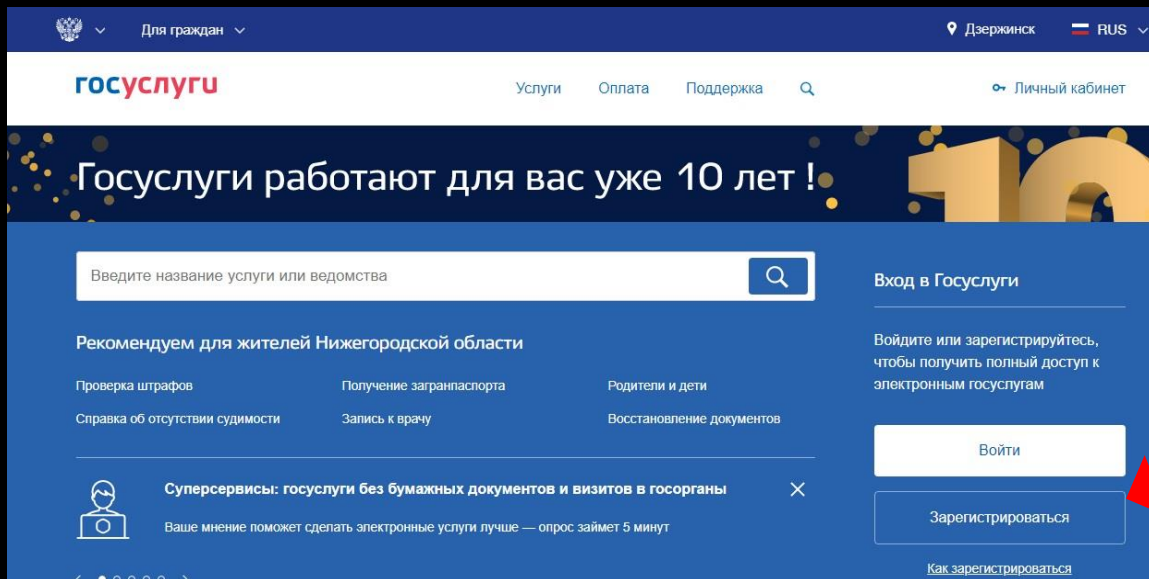 Для граждан
Дзержинск
RUS
госуслуги
Услуги Оплата Поддержка
Личный кабинет
Госуслуги работают для вас уже 10 лет !
10
Введите название услуги или ведомства
Рекомендуем для жителей Нижегородской области
Проверка штрафов
Получение загранпаспорта
Родители и дети
Справка об отсутствии судимости
Запись к врачу
Восстановление документов
Суперсервисы: госуслуги без бумажных документов и визитов в госорганы
Ваше мнение поможет сделать электронные услуги лучше — опрос займет 5 минут
Вход в Госуслуги
Войдите или зарегистрируйтесь,
чтобы получить полный доступ к
электронным госуслугам
Войти
Зарегистрироваться
Как зарегистрироваться